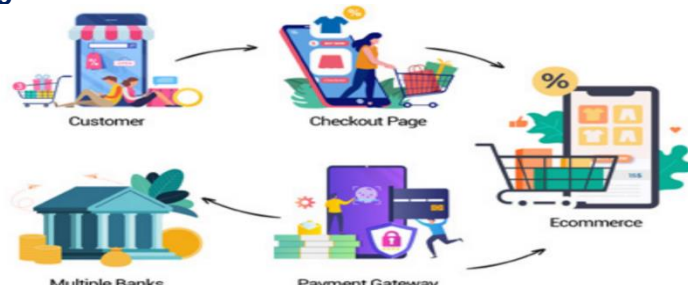 Customer
Checkout Page
%
Ecommerce
Multiple Banks
Payment Gateway